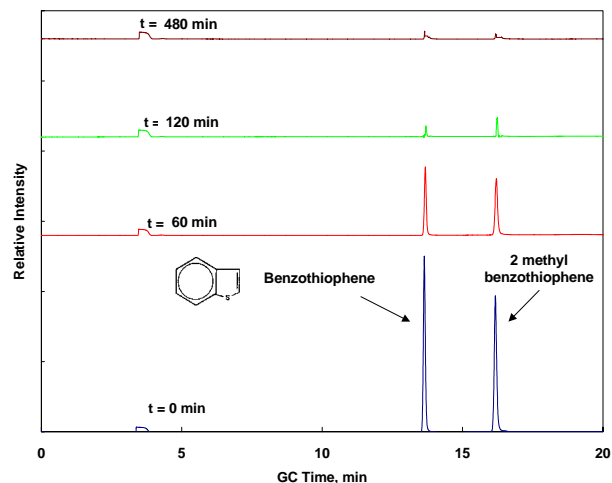 t = 480 min
t = 120 min
t = 60 min
Benzothiophene
2 methyl
benzothiophene
S
t = 0 min
Relative Intensity
0 5 10 15 20
GC Time, min